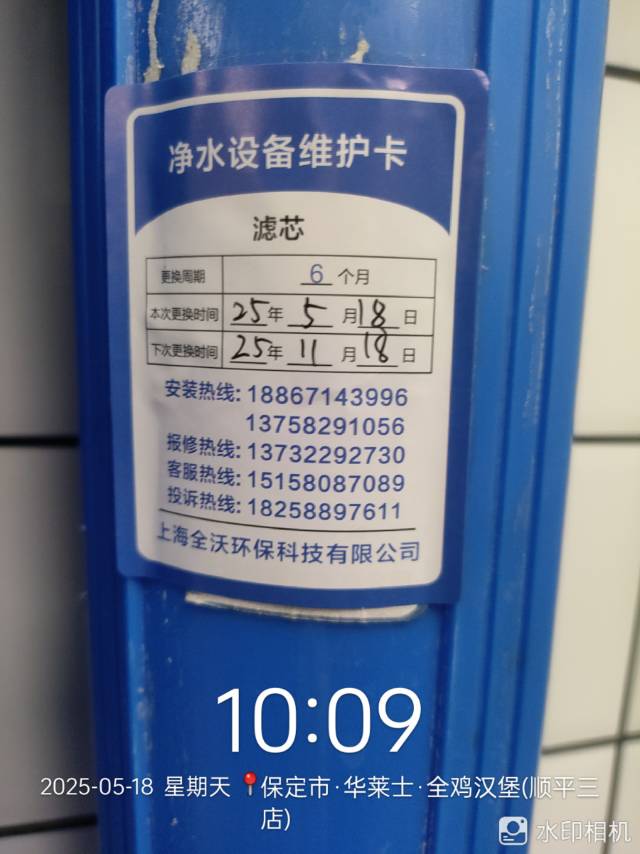 净水设备维护卡
滤芯
更换周期 6 个月
本次更换时间 25年 5 月 18 日
下次更换时间 25年 11 月 18 日
安装热线: 18867143996
13758291056
报修热线: 13732292730
客服热线: 15158087089
投诉热线: 18258897611
上海全沃环保科技有限公司
10:09
2025-05-18 星期天 📍保定市·华莱士·全鸡汉堡(顺平三
店)
水印相机